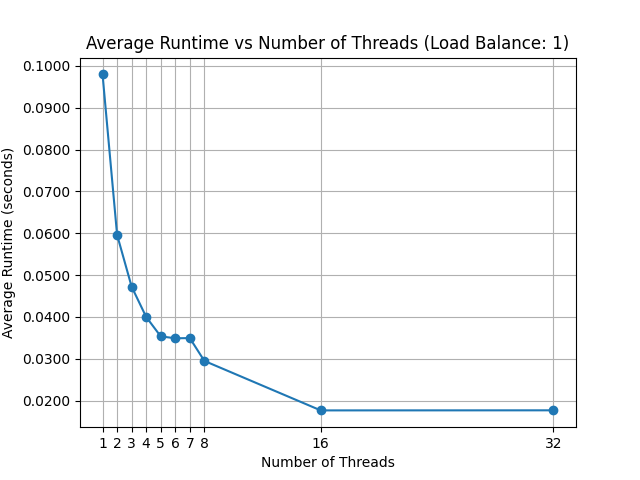 Average Runtime vs Number of Threads (Load Balance: 1)
Average Runtime (seconds)
0.1000
0.0900
0.0800
0.0700
0.0600
0.0500
0.0400
0.0300
0.0200
1 2 3 4 5 6 7 8 16 32
Number of Threads